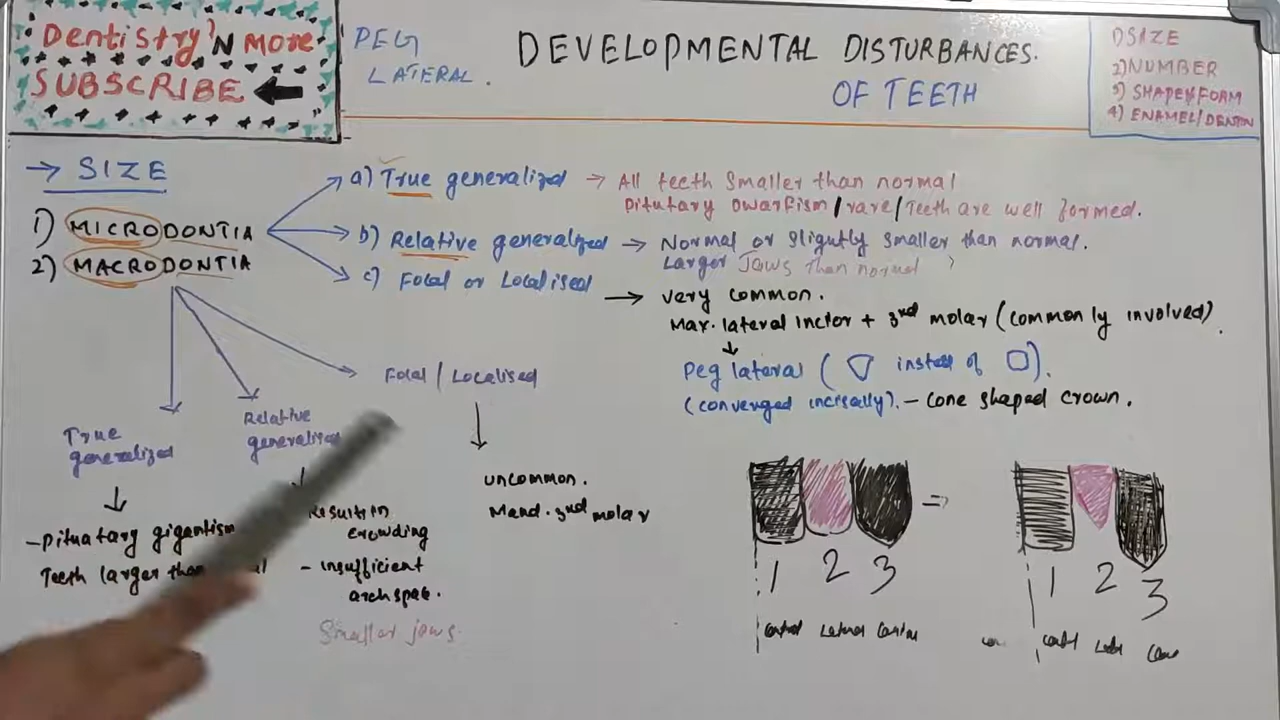 Dentistry'N more
SUBSCRIBE
PEG
LATERAL.
DEVELOPMENTAL DISTURBANCES.
OF TEETH
1) SIZE
2) NUMBER
3) SHAPE/FORM
4) ENAMEL/DENTIN
→ SIZE
1) MICRODONTIA
2) MACRODONTIA
a) True generalized → All teeth smaller than normal
Pitutary Dwarfism/rare/Teeth are well formed.
b) Relative generalized → Normal or slightly smaller than normal.
Larger Jaws than normal
c) Focal or Localised
→ very common.
Max. lateral Incior + 3rd molar (commonly involved).
Peg lateral ( instead of ).
(converged incisally). - cone shaped crown.
Focal / Localised
uncommon.
Mand. 3rd molar
True
generalized
- Pituatary gigantism
Teeth larger
Relative
Results in
crowding
- insufficient
arch space.
Smaller jaws.
1 2 3
Lateral Canine
=
1 2 3